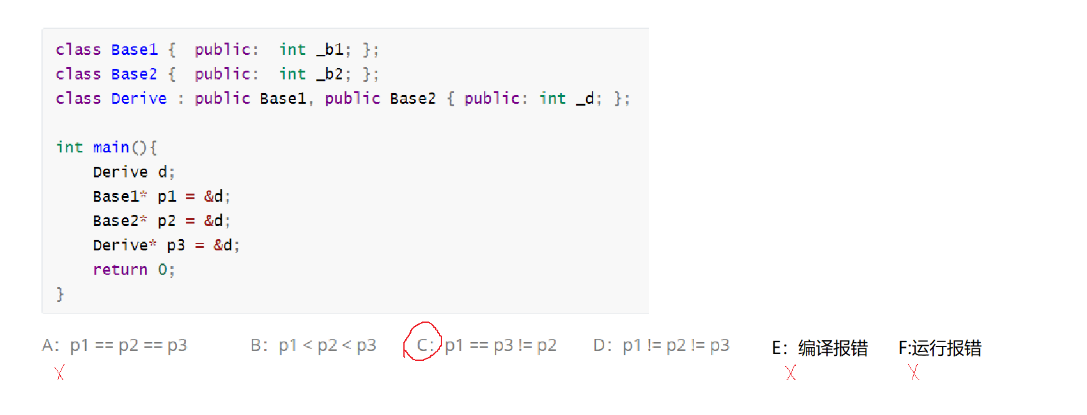 class Base1 {  public:  int _b1; };
class Base2 {  public:  int _b2; };
class Derive : public Base1, public Base2 { public: int _d; };
int main(){
    Derive d;
    Base1* p1 = &d;
    Base2* p2 = &d;
    Derive* p3 = &d;
    return 0;
}
A：p1 == p2 == p3 B：p1 < p2 < p3 C：p1 == p3 != p2 D：p1 != p2 != p3 E：编译报错 F:运行报错